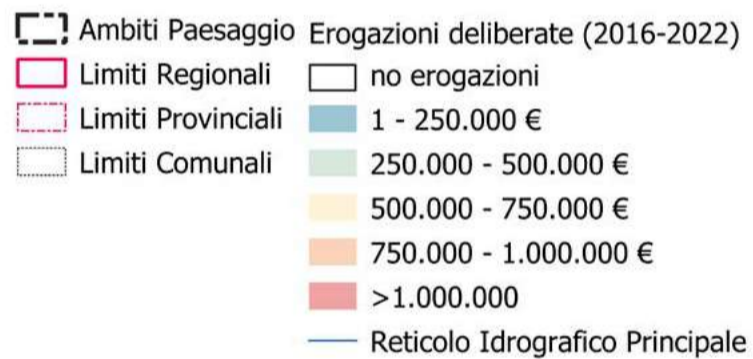 Ambiti Paesaggio
Limiti Regionali
Limiti Provinciali
Limiti Comunali
Erogazioni deliberate (2016-2022)
no erogazioni
1 - 250.000 €
250.000 - 500.000 €
500.000 - 750.000 €
750.000 - 1.000.000 €
>1.000.000
Reticolo Idrografico Principale